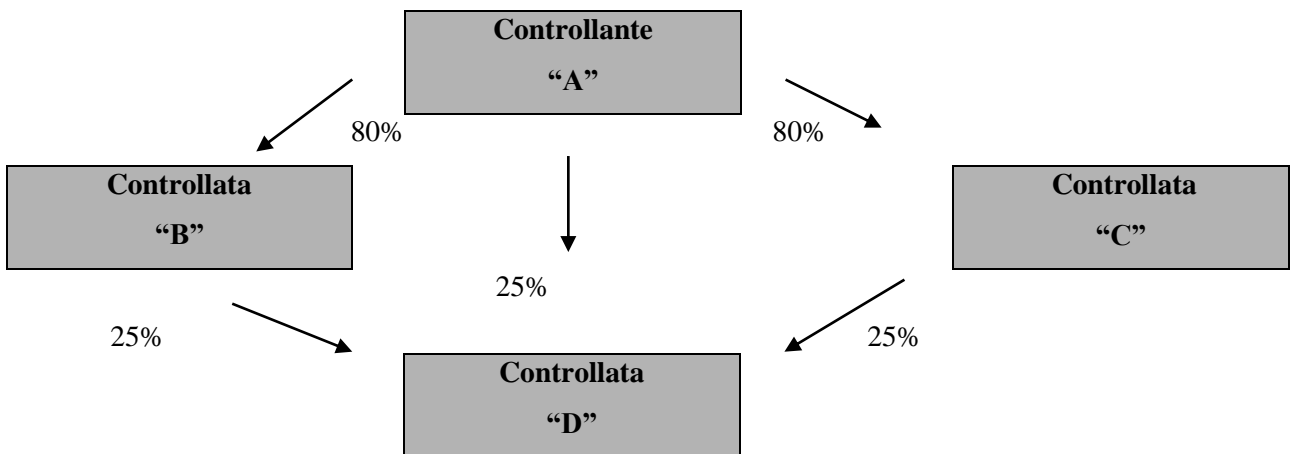 Controllante
“A”
80%
80%
Controllata
“B”
Controllata
“C”
25%
25%
25%
Controllata
“D”